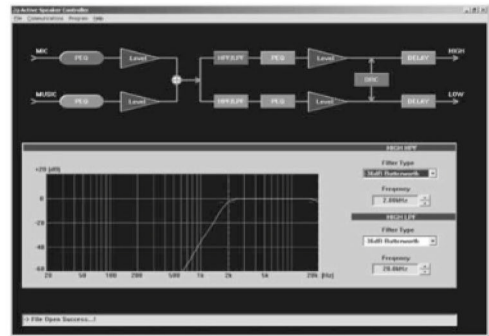 Active Speaker Controller
File Communications Program Help
MIC PEQ Level HPF/LPF PEQ Level DELAY HIGH
DRC
MUSIC PEQ Level HPF/LPF PEQ Level DELAY LOW
HIGH HPF
+20 (dB)
Filter Type
0
36dB Butterworth
Frequency
-20
2.00kHz
HIGH LPF
-40
Filter Type
36dB Butterworth
-60
Frequency
20 50 100 200 500 1k 2k 5k 20k (Hz)
20.0kHz
-> File Open Success...!